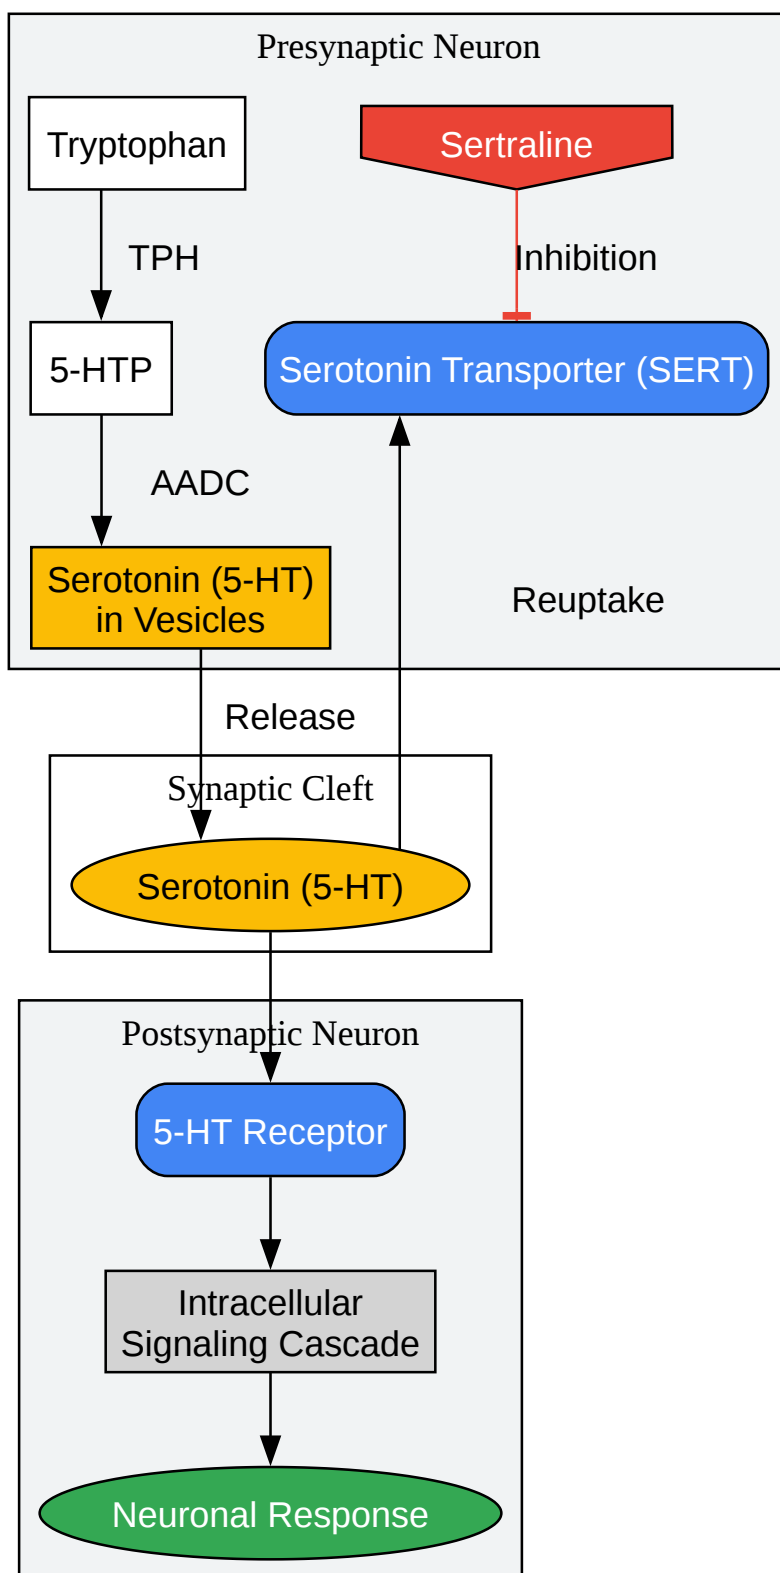 Presynaptic Neuron
Tryptophan
Sertraline
TPH
Inhibition
5-HTP
Serotonin Transporter (SERT)
AADC
Serotonin (5-HT)
in Vesicles
Reuptake
Release
Synaptic Cleft
Serotonin (5-HT)
Postsynaptic Neuron
5-HT Receptor
Intracellular
Signaling Cascade
Neuronal Response